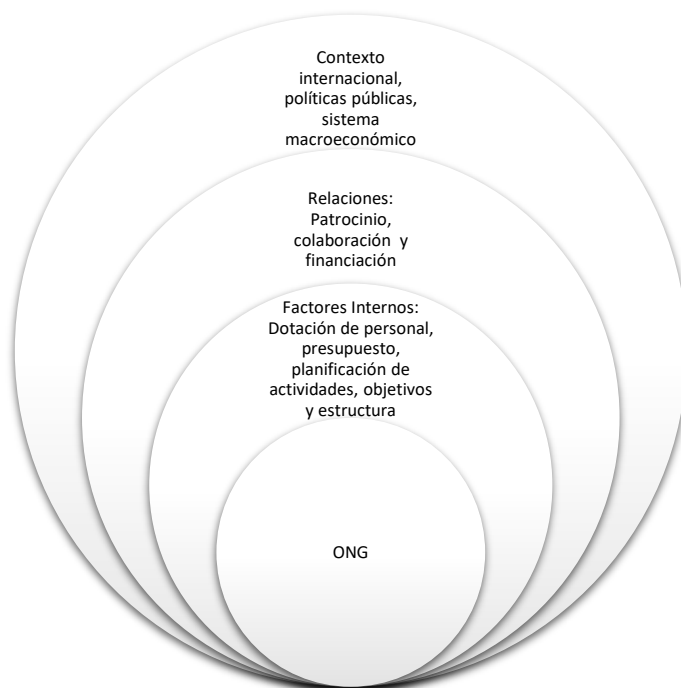 Contexto
internacional,
políticas públicas,
sistema
macroeconómico
Relaciones:
Patrocinio,
colaboración y
financiación
Factores Internos:
Dotación de personal,
presupuesto,
planificación de
actividades, objetivos
y estructura
ONG